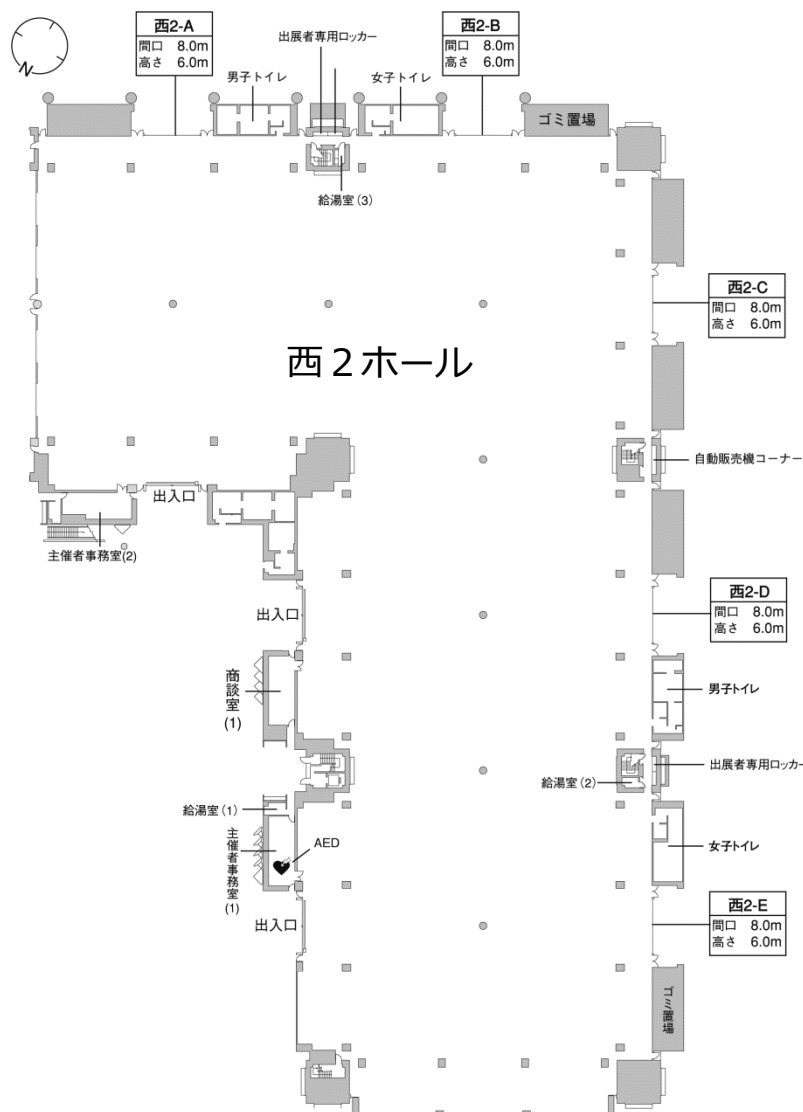 西2-A
間口 8.0m
高さ 6.0m
出展者専用ロッカー
西2-B
間口 8.0m
高さ 6.0m
N
男子トイレ
女子トイレ
ゴミ置場
給湯室(3)
西2-C
間口 8.0m
高さ 6.0m
西2ホール
自動販売機コーナー
出入口
主催者事務室(2)
西2-D
間口 8.0m
高さ 6.0m
出入口
商談室(1)
男子トイレ
出展者専用ロッカー
給湯室(2)
給湯室(1)
主催者事務室(1)
AED
女子トイレ
西2-E
間口 8.0m
高さ 6.0m
出入口
ゴミ置場